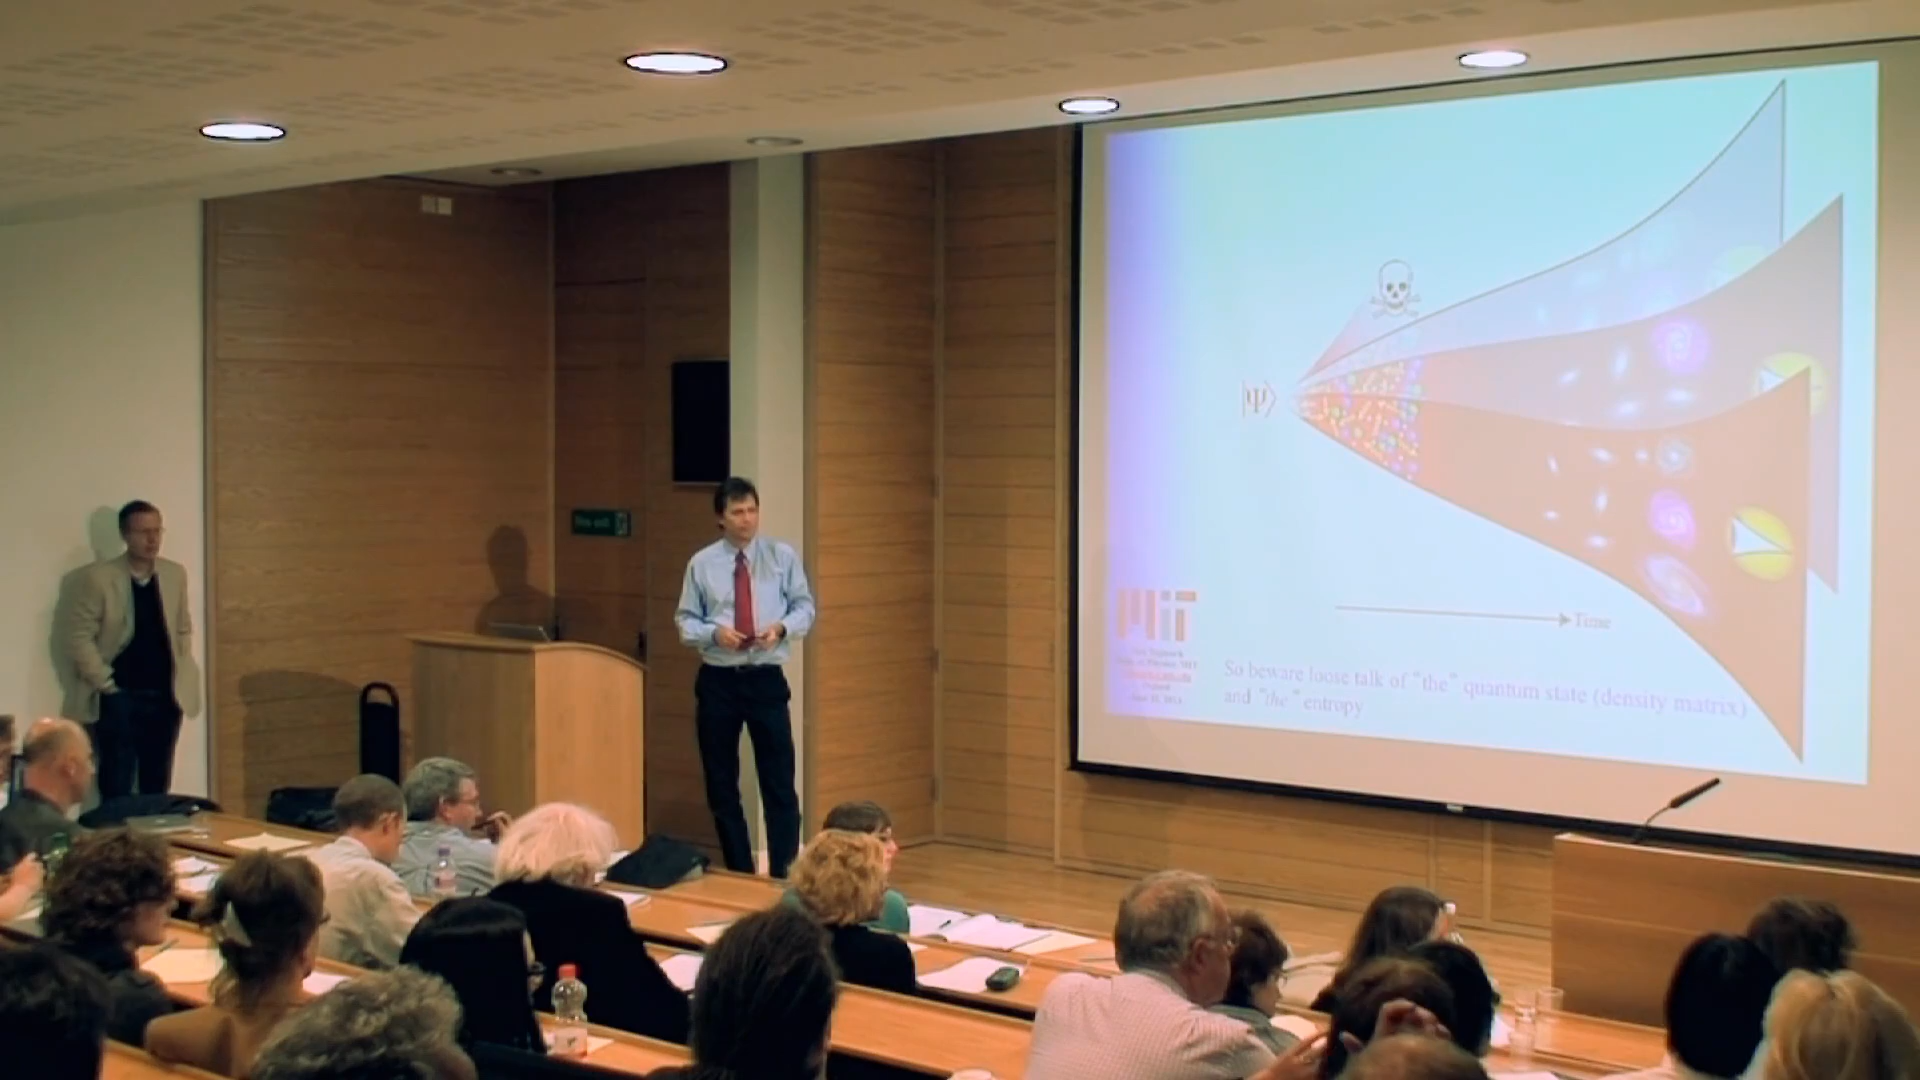 |Ψ⟩
Time
MIT
So beware loose talk of "the" quantum state (density matrix)
and "the" entropy